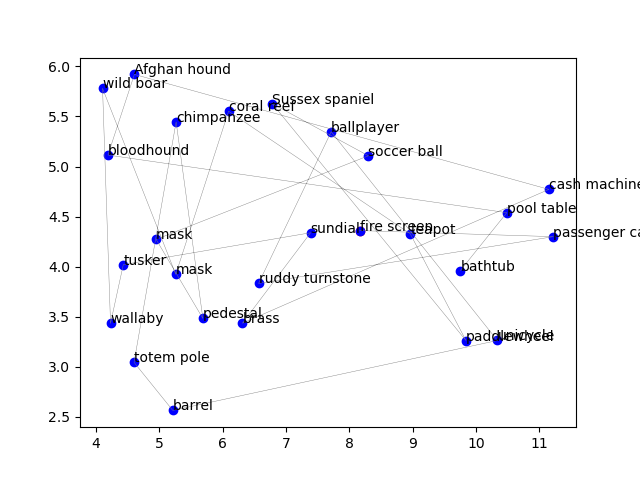 6.0
5.5
5.0
4.5
4.0
3.5
3.0
2.5
Afghan hound
wild boar
Sussex spaniel
coral reef
chimpanzee
ballplayer
bloodhound
soccer ball
cash machine
pool table
mask
sundial
fire screen
teapot
passenger ca
tusker
mask
bathtub
ruddy turnstone
wallaby
pedestal
brass
paddlewheel
unicycle
totem pole
barrel
4 5 6 7 8 9 10 11